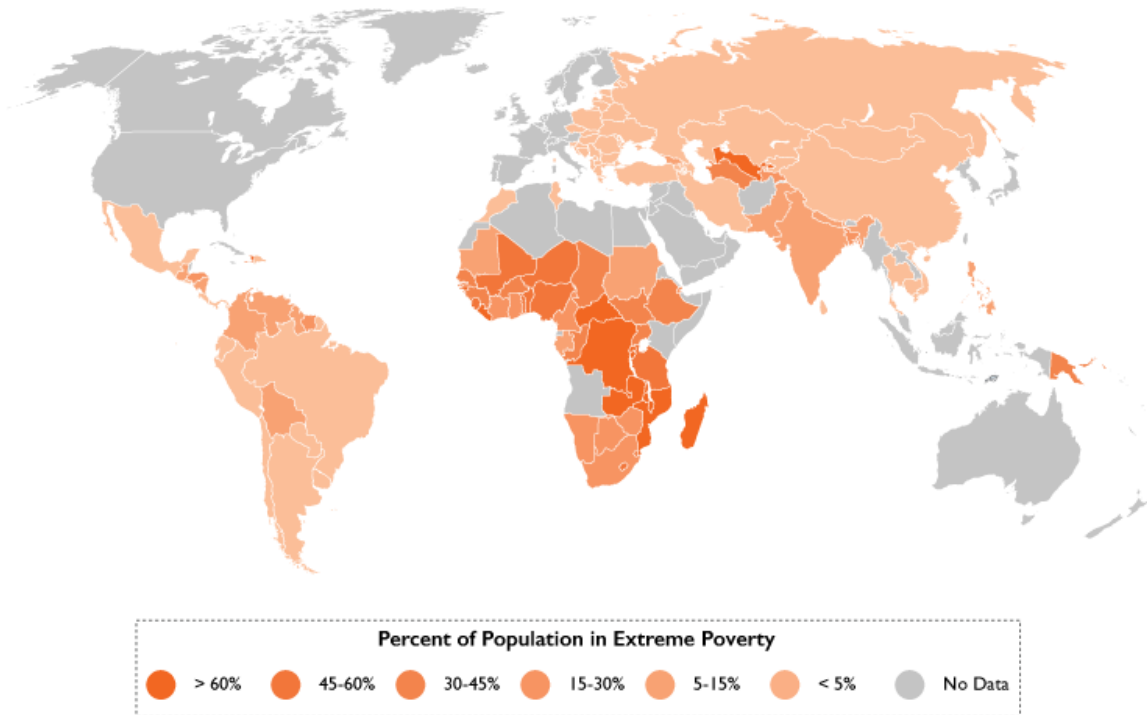 Percent of Population in Extreme Poverty
> 60% 45-60% 30-45% 15-30% 5-15% < 5% No Data